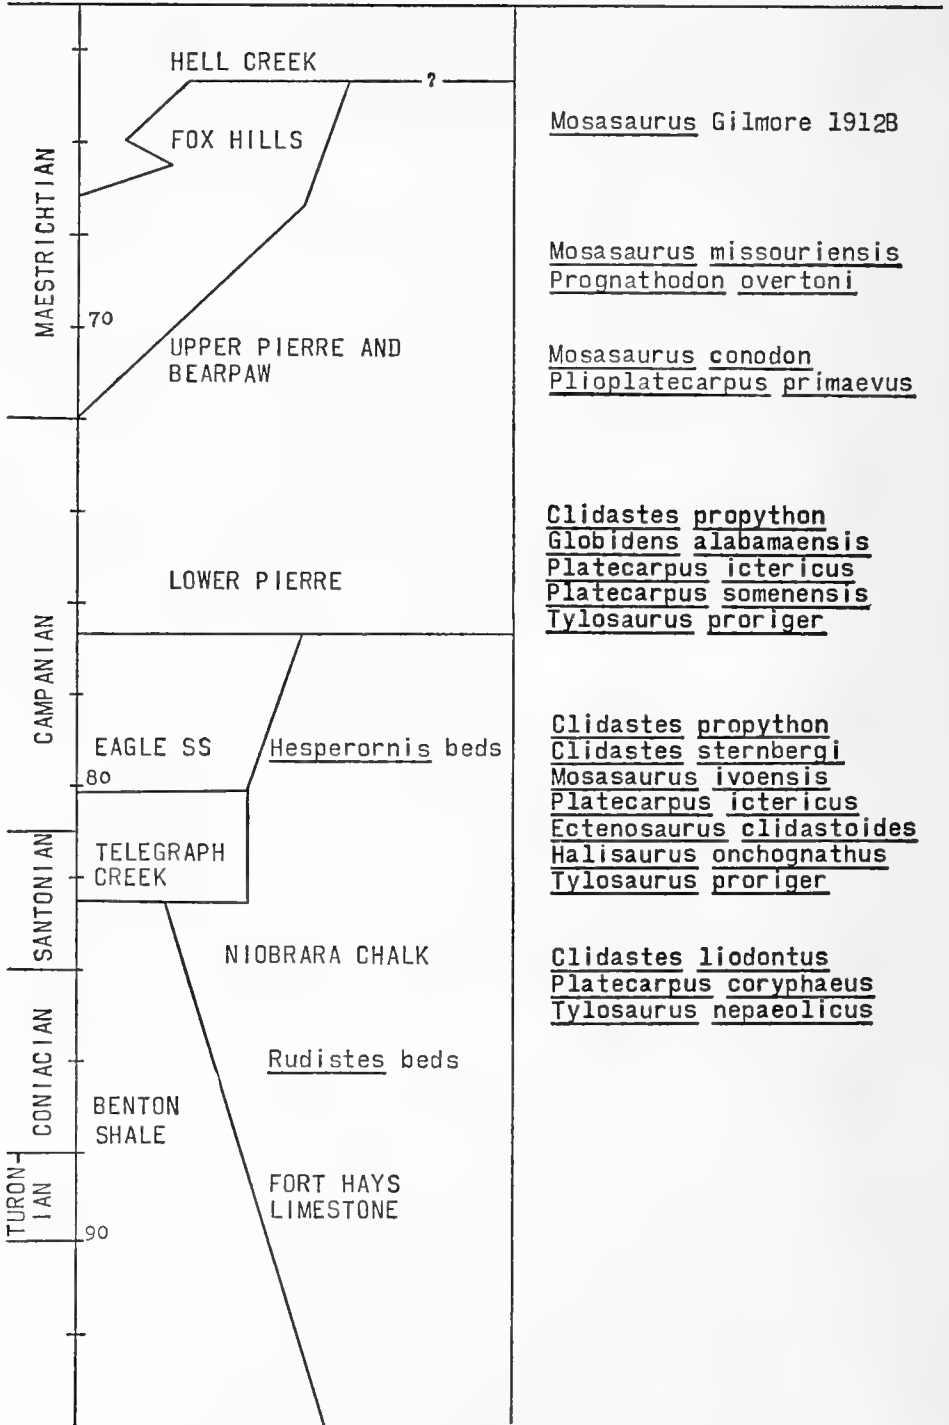 HELL CREEK
?
FOX HILLS
Mosasaurus Gilmore 1912B
MAESTRICHTIAN
Mosasaurus missouriensis
Prognathodon overtoni
70
UPPER PIERRE AND
BEARPAW
Mosasaurus conodon
Plioplatecarpus primaevus
CAMPANIAN
LOWER PIERRE
Clidastes propython
Globidens alabamaensis
Platecarpus ictericus
Platecarpus somenensis
Tylosaurus proriger
EAGLE SS
Hesperornis beds
80
Clidastes propython
Clidastes sternbergi
Mosasaurus ivoensis
Platecarpus ictericus
Ectenosaurus clidastoides
Halisaurus onchognathus
Tylosaurus proriger
SANTONIAN
TELEGRAPH
CREEK
NIOBRARA CHALK
Clidastes liodontus
Platecarpus coryphaeus
Tylosaurus nepaeolicus
CONIACIAN
Rudistes beds
BENTON
SHALE
TURON-
IAN
FORT HAYS
LIMESTONE
90